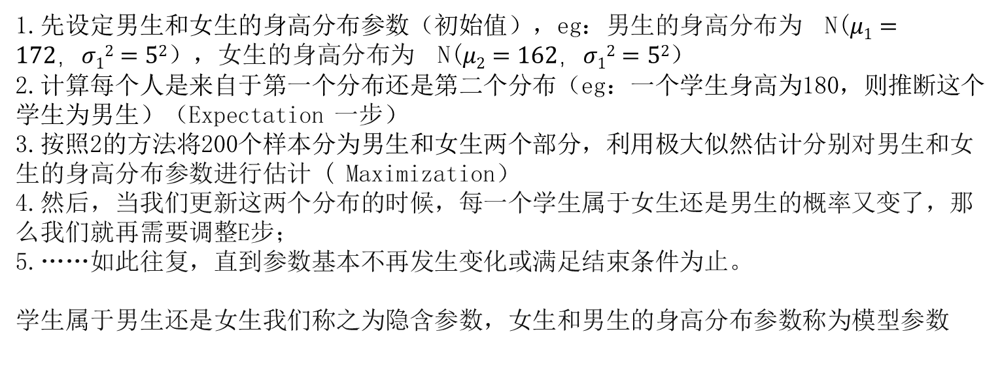 1.先设定男生和女生的身高分布参数（初始值），eg：男生的身高分布为 N(μ₁ =
172，σ₁² = 5²），女生的身高分布为 N(μ₂ = 162，σ₁² = 5²）
2.计算每个人是来自于第一个分布还是第二个分布（eg：一个学生身高为180，则推断这个
学生为男生）（Expectation 一步）
3.按照2的方法将200个样本分为男生和女生两个部分，利用极大似然估计分别对男生和女
生的身高分布参数进行估计（ Maximization）
4.然后，当我们更新这两个分布的时候，每一个学生属于女生还是男生的概率又变了，那
么我们就再需要调整E步；
5.……如此往复，直到参数基本不再发生变化或满足结束条件为止。
学生属于男生还是女生我们称之为隐含参数，女生和男生的身高分布参数称为模型参数